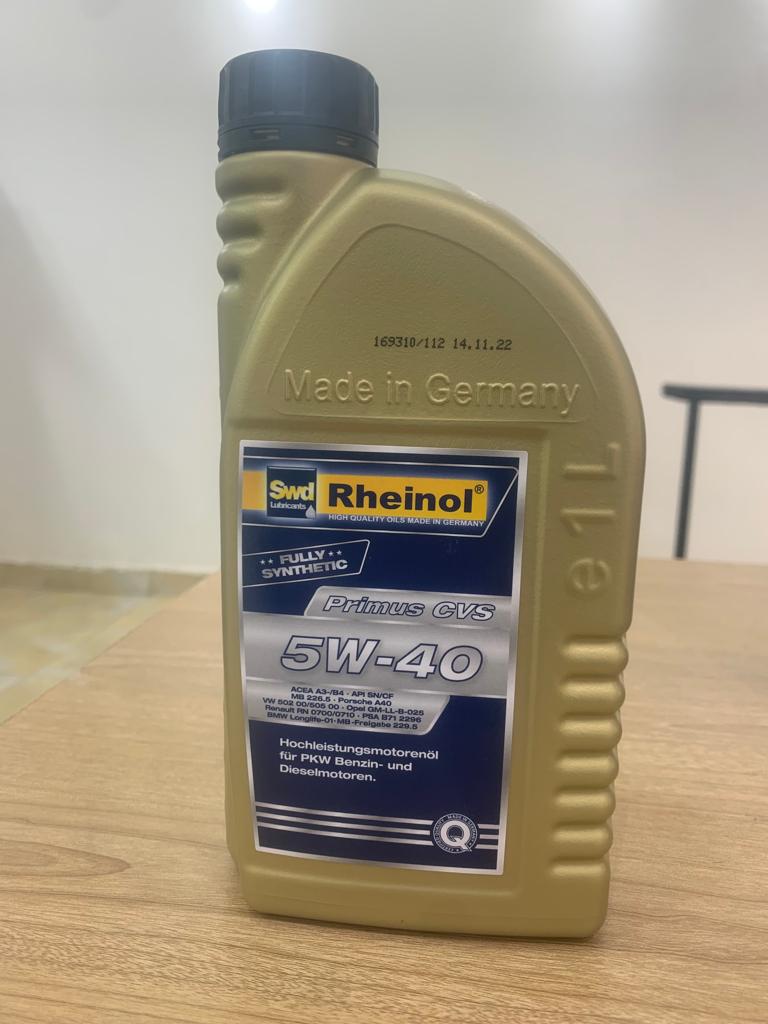 169310/112 14.11.22
Made in Germany
e 1 L
Swd
Lubricants
Rheinol®
HIGH QUALITY OILS MADE IN GERMANY
FULLY
SYNTHETIC
Primus CVS
5W-40
ACEA A3-/B4 · API SN/CF
MB 226.5 · Porsche A40
VW 502 00/505 00 · Opel GM-LL-B-025
Renault RN 0700/0710 · PSA B71 2296
BMW Longlife-01· MB-Freigabe 229.5
Hochleistungsmotorenöl
für PKW Benzin- und
Dieselmotoren.
Q